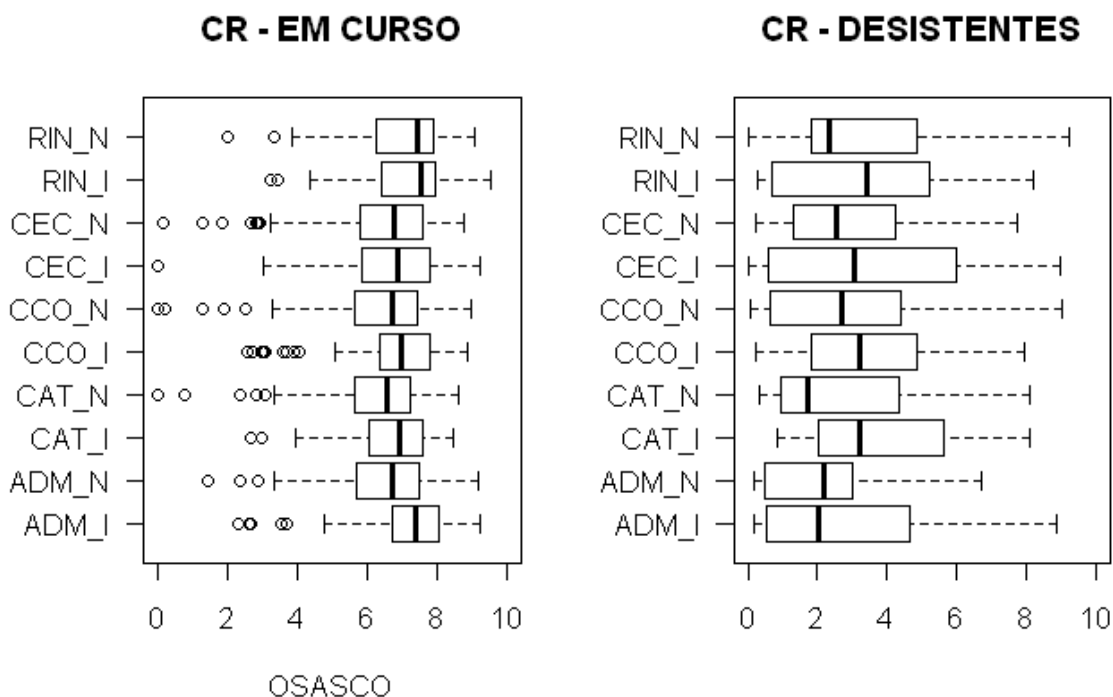 CR - EM CURSO
RIN_N
RIN_I
CEC_N
CEC_I
CCO_N
CCO_I
CAT_N
CAT_I
ADM_N
ADM_I
0 2 4 6 8 10
OSASCO
CR - DESISTENTES
RIN_N
RIN_I
CEC_N
CEC_I
CCO_N
CCO_I
CAT_N
CAT_I
ADM_N
ADM_I
0 2 4 6 8 10